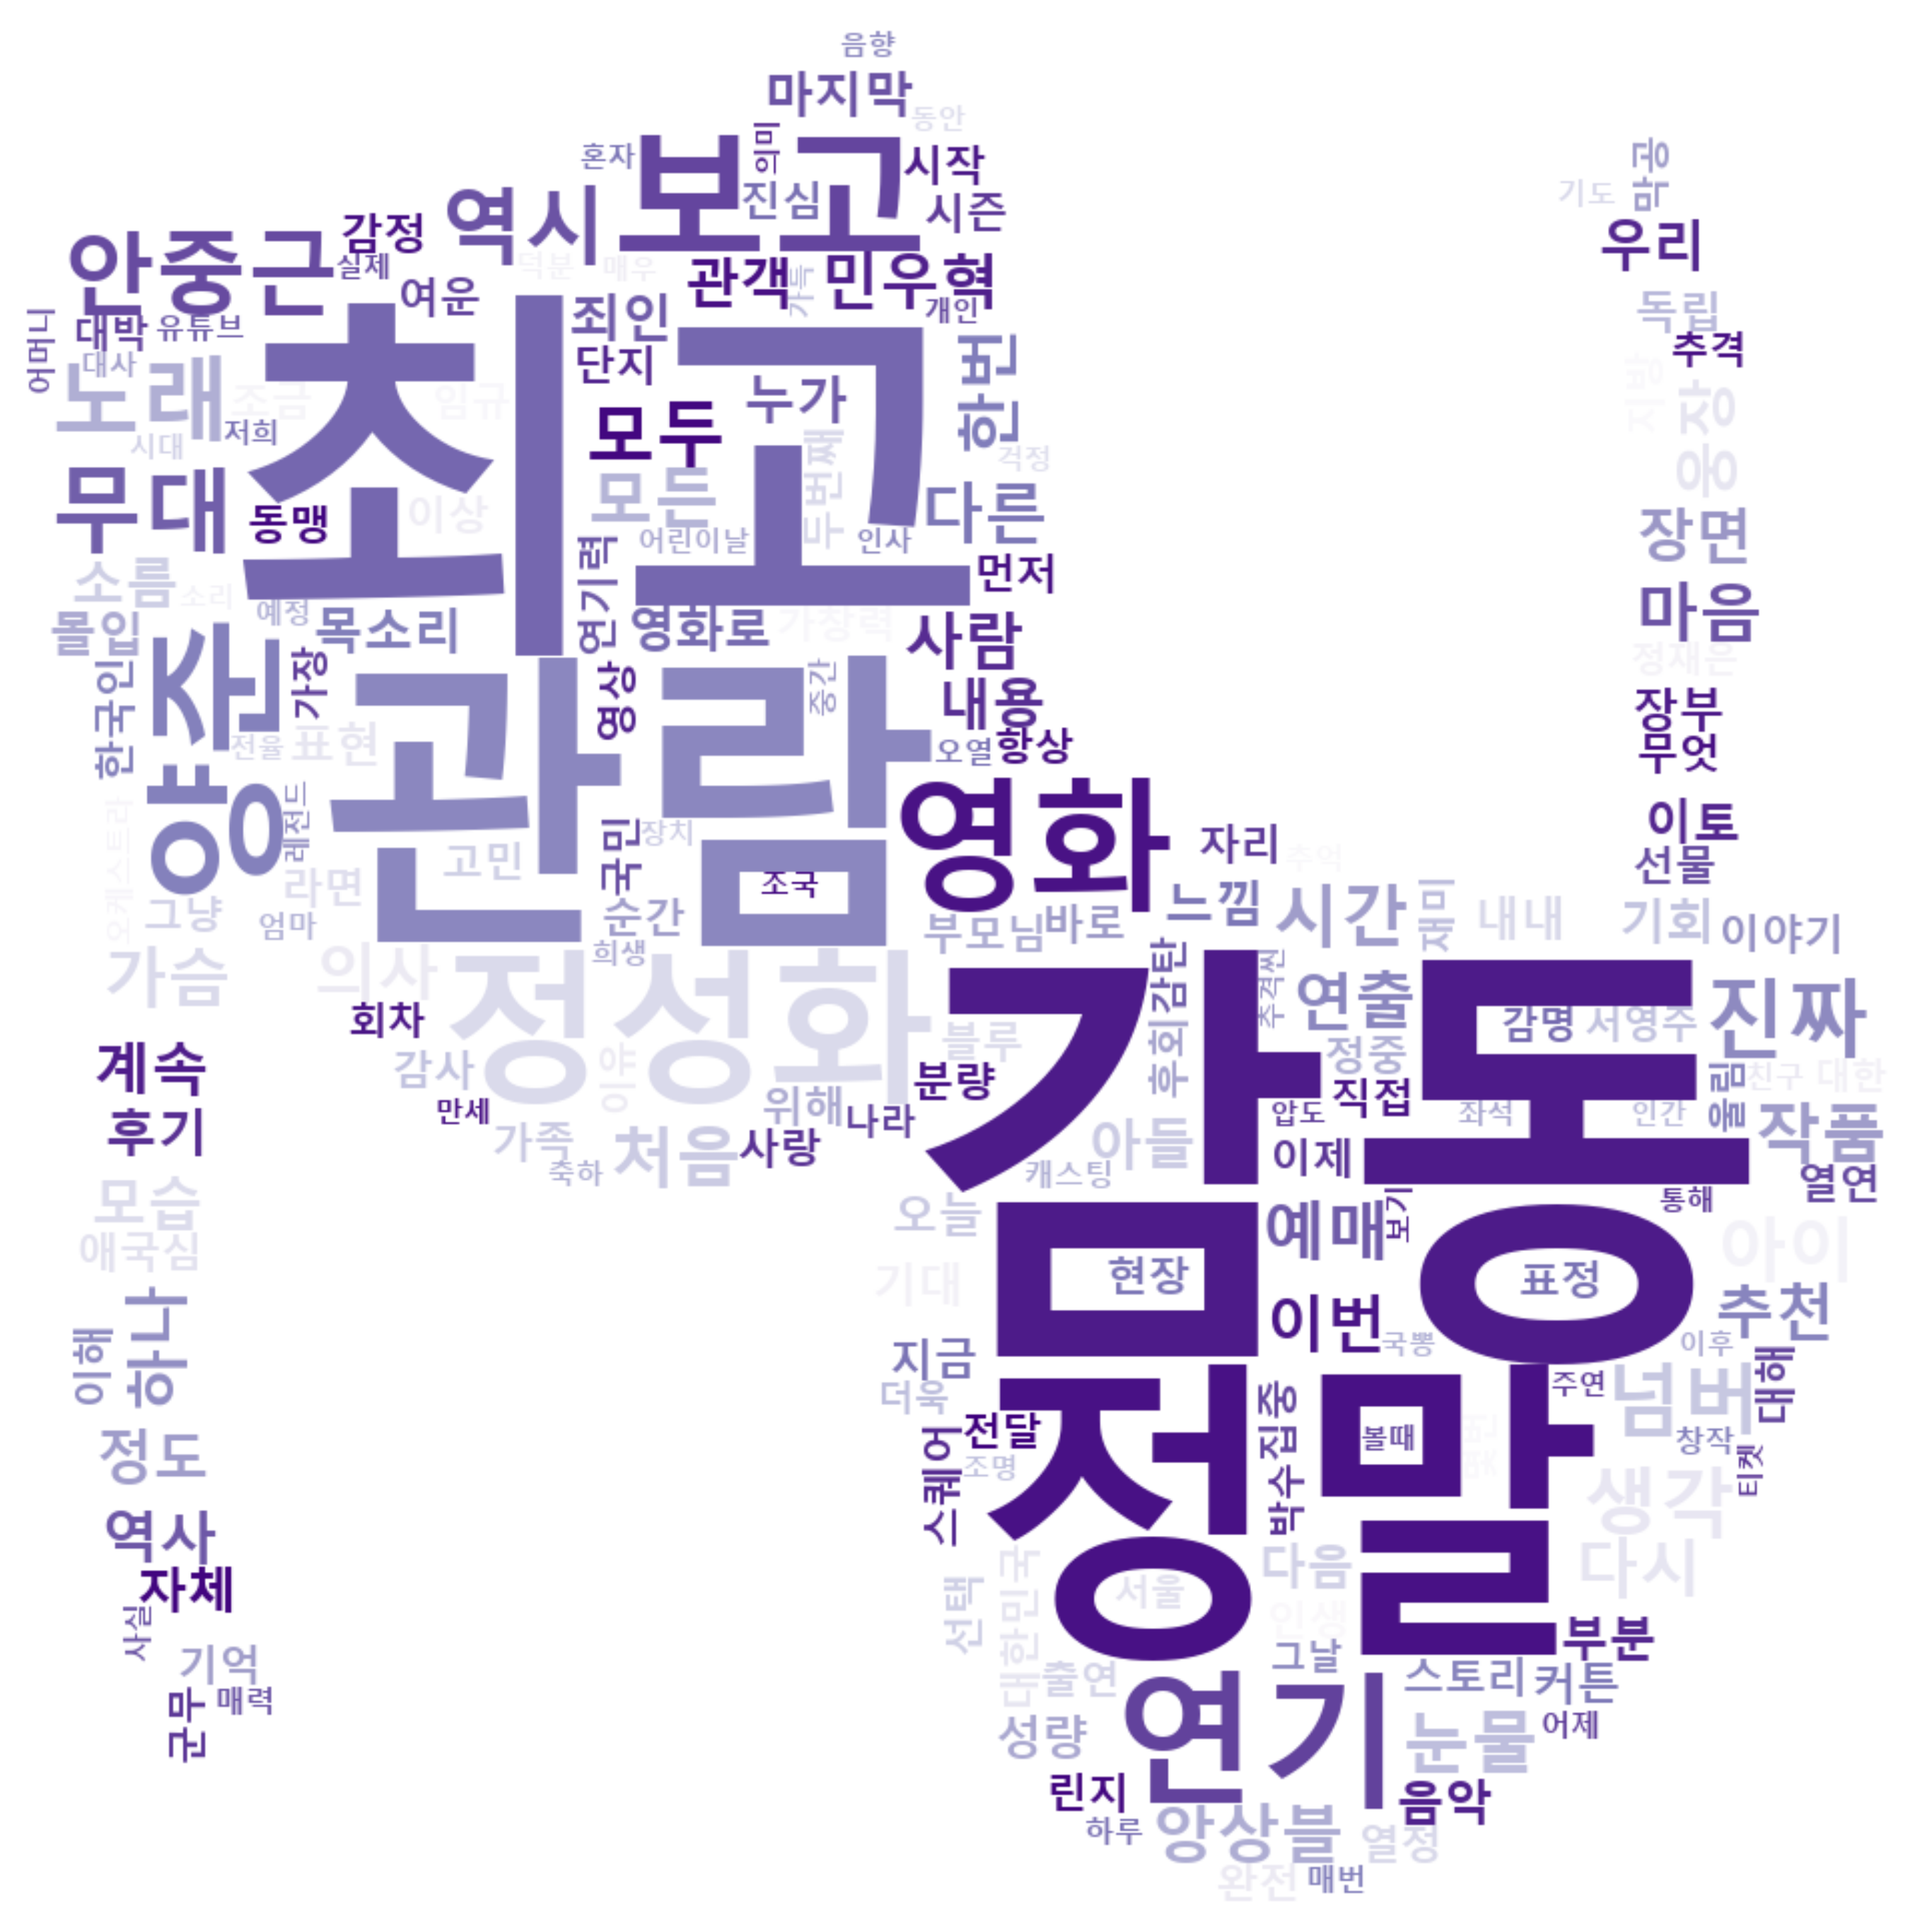 음향
마지막
동안
혼자
보고
의미
시작
진심
시즌
막공
기도
역시
감정
안중근
실제
덕분
매우
관객
가득
민우혁
개인
우리
여운
죄인
독립
어머니
대박
유튜브
최고
단지
한번
추격
대사
노래
조금
임규
누가
지방
웅장
시대
저희
모두
두번째
걱정
무대
동맹
이상
모든
다른
장면
어린이날
인사
연기력
먼저
소름
소리
예정
마음
몰입
목소리
영화로
가창력
사람
정재은
양준
가장
한국인
관람
영상
중간
내용
장부
전율
표현
오열
항상
무엇
오케스트라
레전드
국민
장치
영화
자리
추억
이토
선물
고민
라면
조국
그냥
엄마
순간
부모님
바로
느낌
시간
재미
내내
기회
이야기
가슴
의사
희생
정성화
감동
감탄
추격씬
연출
감명
서영주
진짜
회차
블루
후회
정중
계속
감사
이야
분량
직접
울림
친구
대한
만세
위해
나라
압도
좌석
인간
작품
후기
가족
처음
사랑
아들
이제
축하
캐스팅
열연
모습
오늘
예매
보기
통해
애국심
기대
현장
표정
아이
하나
이번
추천
이해
지금
국뽕
이후
대해
더욱
정말
주연
넘버
정도
스퀘어
전달
집중
볼때
창작
티켓
조명
박수
생각
역사
자체
선택
대한민국
서울
다음
다시
인생
사실
부분
기억
출연
그날
스토리
커튼
군무
매력
성량
연기
눈물
어제
린지
음악
하루
앙상블
열정
완전
매번